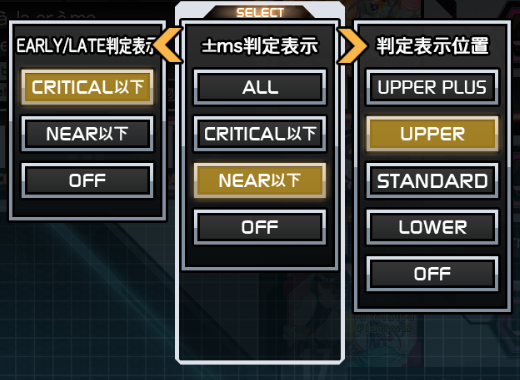 SELECT
EARLY/LATE判定表示
CRITICAL以下
NEAR以下
OFF
±ms判定表示
ALL
CRITICAL以下
NEAR以下
OFF
判定表示位置
UPPER PLUS
UPPER
STANDARD
LOWER
OFF